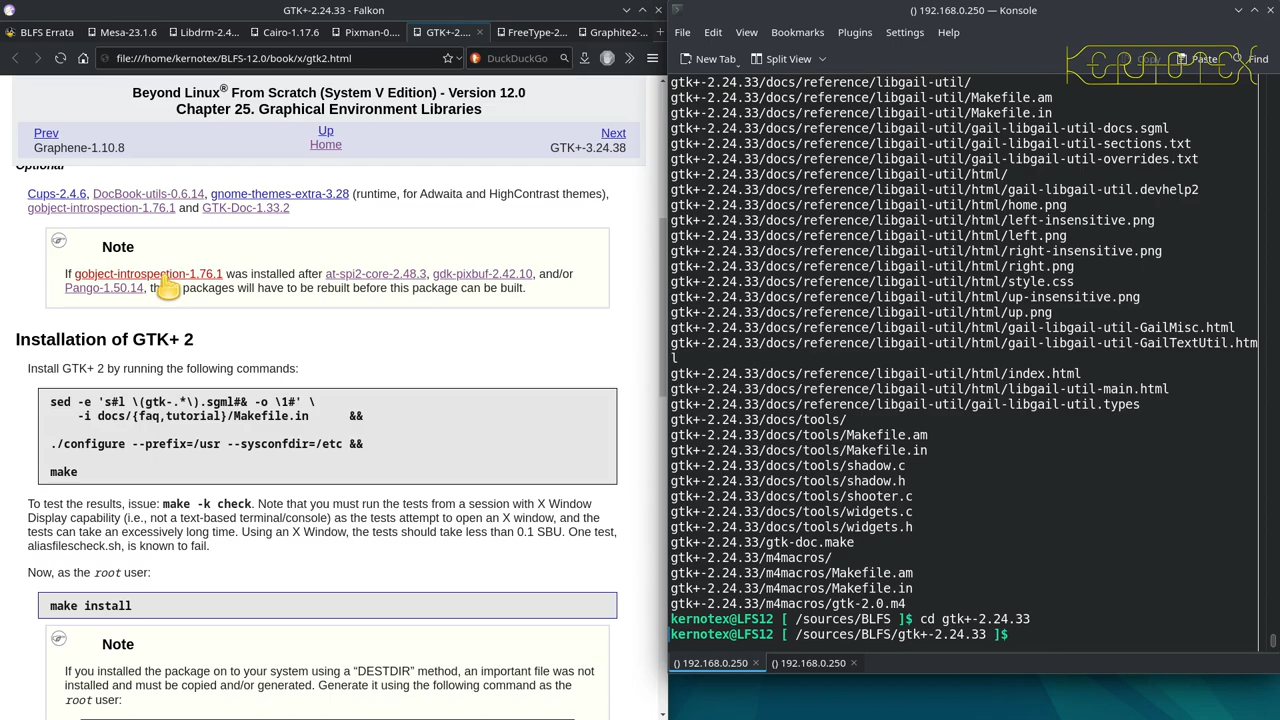 GTK+-2.24.33 — Falkon
BLFS Errata
Mesa-23.1.6
Libdrm-2.4...
Cairo-1.17.6
Pixman-0....
GTK+-2....
FreeType-2...
Graphite2-...
file:///home/kernotex/BLFS-12.0/book/x/gtk2.html
DuckDuckGo
Beyond Linux® From Scratch (System V Edition) - Version 12.0
Chapter 25. Graphical Environment Libraries
Prev
Up
Next
Graphene-1.10.8
Home
GTK+-3.24.38
Optional
Cups-2.4.6, DocBook-utils-0.6.14, gnome-themes-extra-3.28 (runtime, for Adwaita and HighContrast themes),
gobject-introspection-1.76.1 and GTK-Doc-1.33.2
Note
If gobject-introspection-1.76.1 was installed after at-spi2-core-2.48.3, gdk-pixbuf-2.42.10, and/or
Pango-1.50.14, packages will have to be rebuilt before this package can be built.
Installation of GTK+ 2
Install GTK+ 2 by running the following commands:
sed -e 's#l \(gtk-.*\).sgml#& -o \1#' \
-i docs/{faq,tutorial}/Makefile.in &&
./configure --prefix=/usr --sysconfdir=/etc &&
make
To test the results, issue: make -k check. Note that you must run the tests from a session with X Window
Display capability (i.e., not a text-based terminal/console) as the tests attempt to open an X window, and the
tests can take an excessively long time. Using an X Window, the tests should take less than 0.1 SBU. One test,
aliasfilescheck.sh, is known to fail.
Now, as the root user:
make install
Note
If you installed the package on to your system using a “DESTDIR” method, an important file was not
installed and must be copied and/or generated. Generate it using the following command as the
root user:
() 192.168.0.250 — Konsole
File Edit View Bookmarks Plugins Settings Help
New Tab
Split View
Copy
Paste
Find
KERNOTEX
gtk+-2.24.33/docs/reference/libgail-util/
gtk+-2.24.33/docs/reference/libgail-util/Makefile.am
gtk+-2.24.33/docs/reference/libgail-util/Makefile.in
gtk+-2.24.33/docs/reference/libgail-util/gail-libgail-util-docs.sgml
gtk+-2.24.33/docs/reference/libgail-util/gail-libgail-util-sections.txt
gtk+-2.24.33/docs/reference/libgail-util/gail-libgail-util-overrides.txt
gtk+-2.24.33/docs/reference/libgail-util/html/
gtk+-2.24.33/docs/reference/libgail-util/html/gail-libgail-util.devhelp2
gtk+-2.24.33/docs/reference/libgail-util/html/home.png
gtk+-2.24.33/docs/reference/libgail-util/html/left-insensitive.png
gtk+-2.24.33/docs/reference/libgail-util/html/left.png
gtk+-2.24.33/docs/reference/libgail-util/html/right-insensitive.png
gtk+-2.24.33/docs/reference/libgail-util/html/right.png
gtk+-2.24.33/docs/reference/libgail-util/html/style.css
gtk+-2.24.33/docs/reference/libgail-util/html/up-insensitive.png
gtk+-2.24.33/docs/reference/libgail-util/html/up.png
gtk+-2.24.33/docs/reference/libgail-util/html/gail-libgail-util-GailMisc.html
gtk+-2.24.33/docs/reference/libgail-util/html/gail-libgail-util-GailTextUtil.htm
l
gtk+-2.24.33/docs/reference/libgail-util/html/index.html
gtk+-2.24.33/docs/reference/libgail-util/html/libgail-util-main.html
gtk+-2.24.33/docs/reference/libgail-util/gail-libgail-util.types
gtk+-2.24.33/docs/tools/
gtk+-2.24.33/docs/tools/Makefile.am
gtk+-2.24.33/docs/tools/Makefile.in
gtk+-2.24.33/docs/tools/shadow.c
gtk+-2.24.33/docs/tools/shadow.h
gtk+-2.24.33/docs/tools/shooter.c
gtk+-2.24.33/docs/tools/widgets.c
gtk+-2.24.33/docs/tools/widgets.h
gtk+-2.24.33/gtk-doc.make
gtk+-2.24.33/m4macros/
gtk+-2.24.33/m4macros/Makefile.am
gtk+-2.24.33/m4macros/Makefile.in
gtk+-2.24.33/m4macros/gtk-2.0.m4
kernotex@LFS12 [ /sources/BLFS ]$ cd gtk+-2.24.33
kernotex@LFS12 [ /sources/BLFS/gtk+-2.24.33 ]$
() 192.168.0.250
() 192.168.0.250